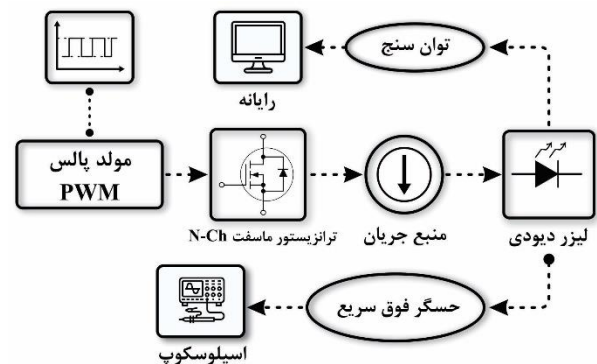 توان سنج
رایانه
مولد پالس
PWM
ترانزیستور ماسفت N-Ch
منبع جریان
لیزر دیودی
حسگر فوق سریع
اسیلوسکوپ